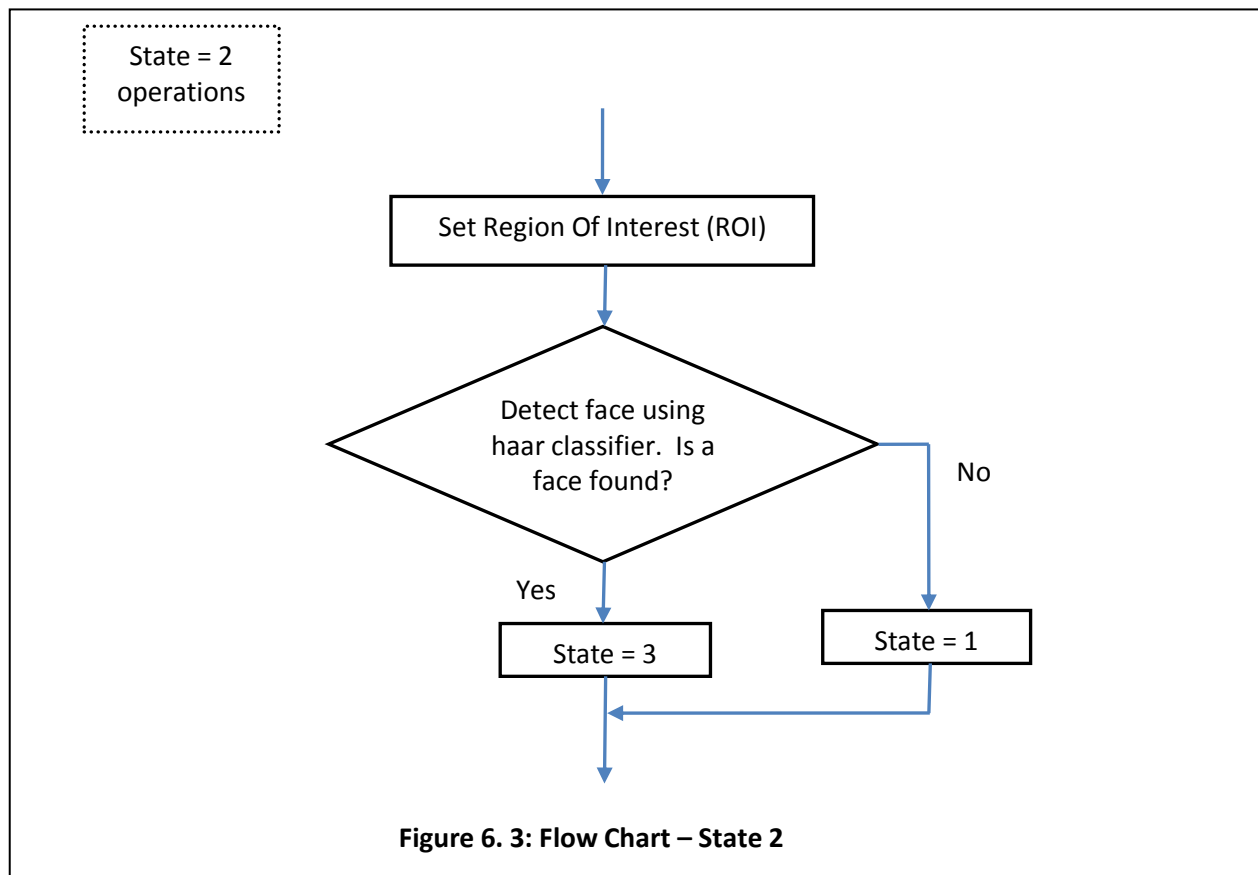 State = 2
operations
Set Region Of Interest (ROI)
Detect face using
haar classifier.  Is a
face found?
No
Yes
State = 3
State = 1
Figure 6. 3: Flow Chart – State 2